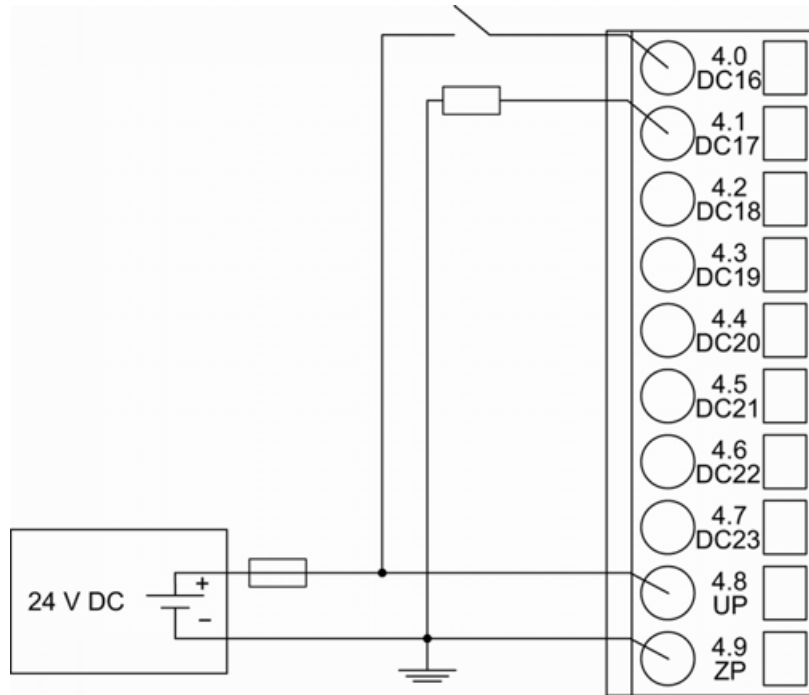 4.0
DC16
4.1
DC17
4.2
DC18
4.3
DC19
4.4
DC20
4.5
DC21
4.6
DC22
4.7
DC23
24 V DC
+
−
4.8
UP
4.9
ZP